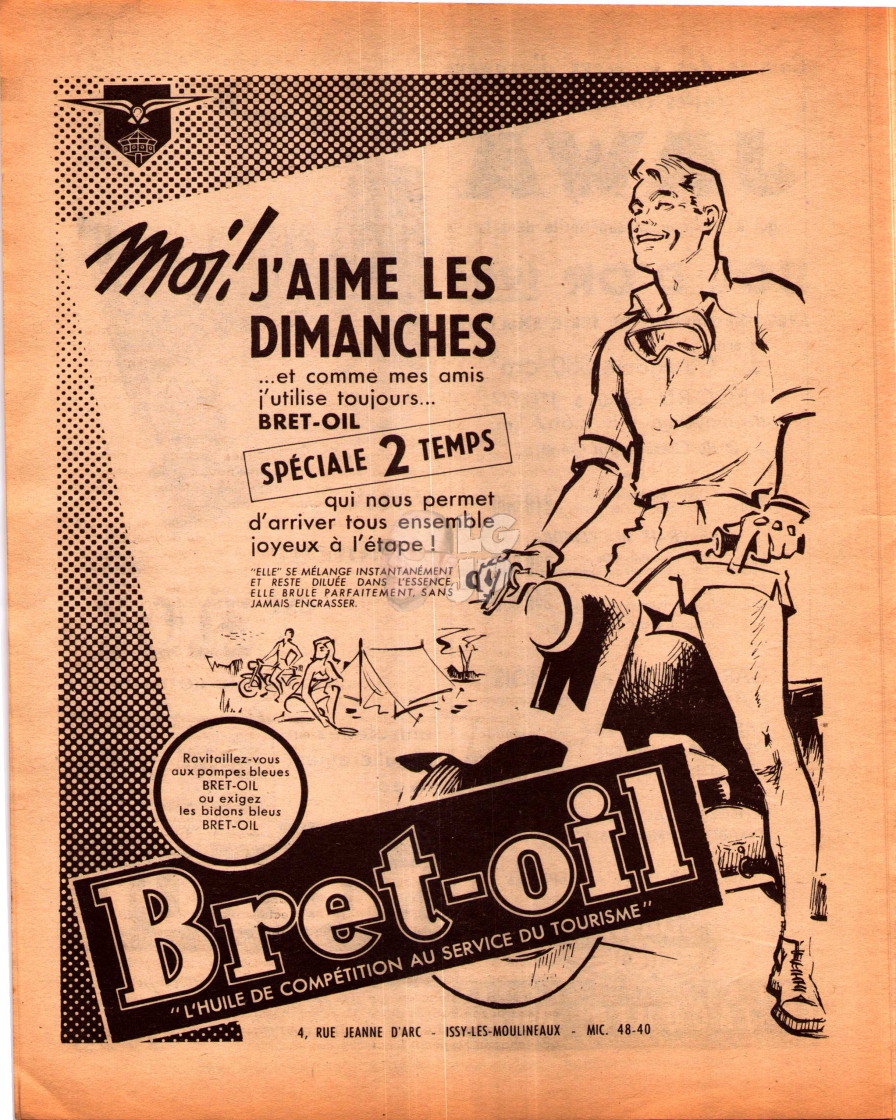 Moi! J'AIME LES
DIMANCHES
...et comme mes amis
j'utilise toujours...
BRET-OIL
SPÉCIALE 2 TEMPS
qui nous permet
d'arriver tous ensemble
joyeux à l'étape !
"ELLE" SE MÉLANGE INSTANTANÉMENT
ET RESTE DILUÉE DANS L'ESSENCE,
ELLE BRULE PARFAITEMENT, SANS
JAMAIS ENCRASSER.
Ravitaillez-vous
aux pompes bleues
BRET-OIL
ou exigez
les bidons bleus
BRET-OIL
Bret-oil
"L'HUILE DE COMPÉTITION AU SERVICE DU TOURISME"
4, RUE JEANNE D'ARC - ISSY-LES-MOULINEAUX - MIC. 48-40